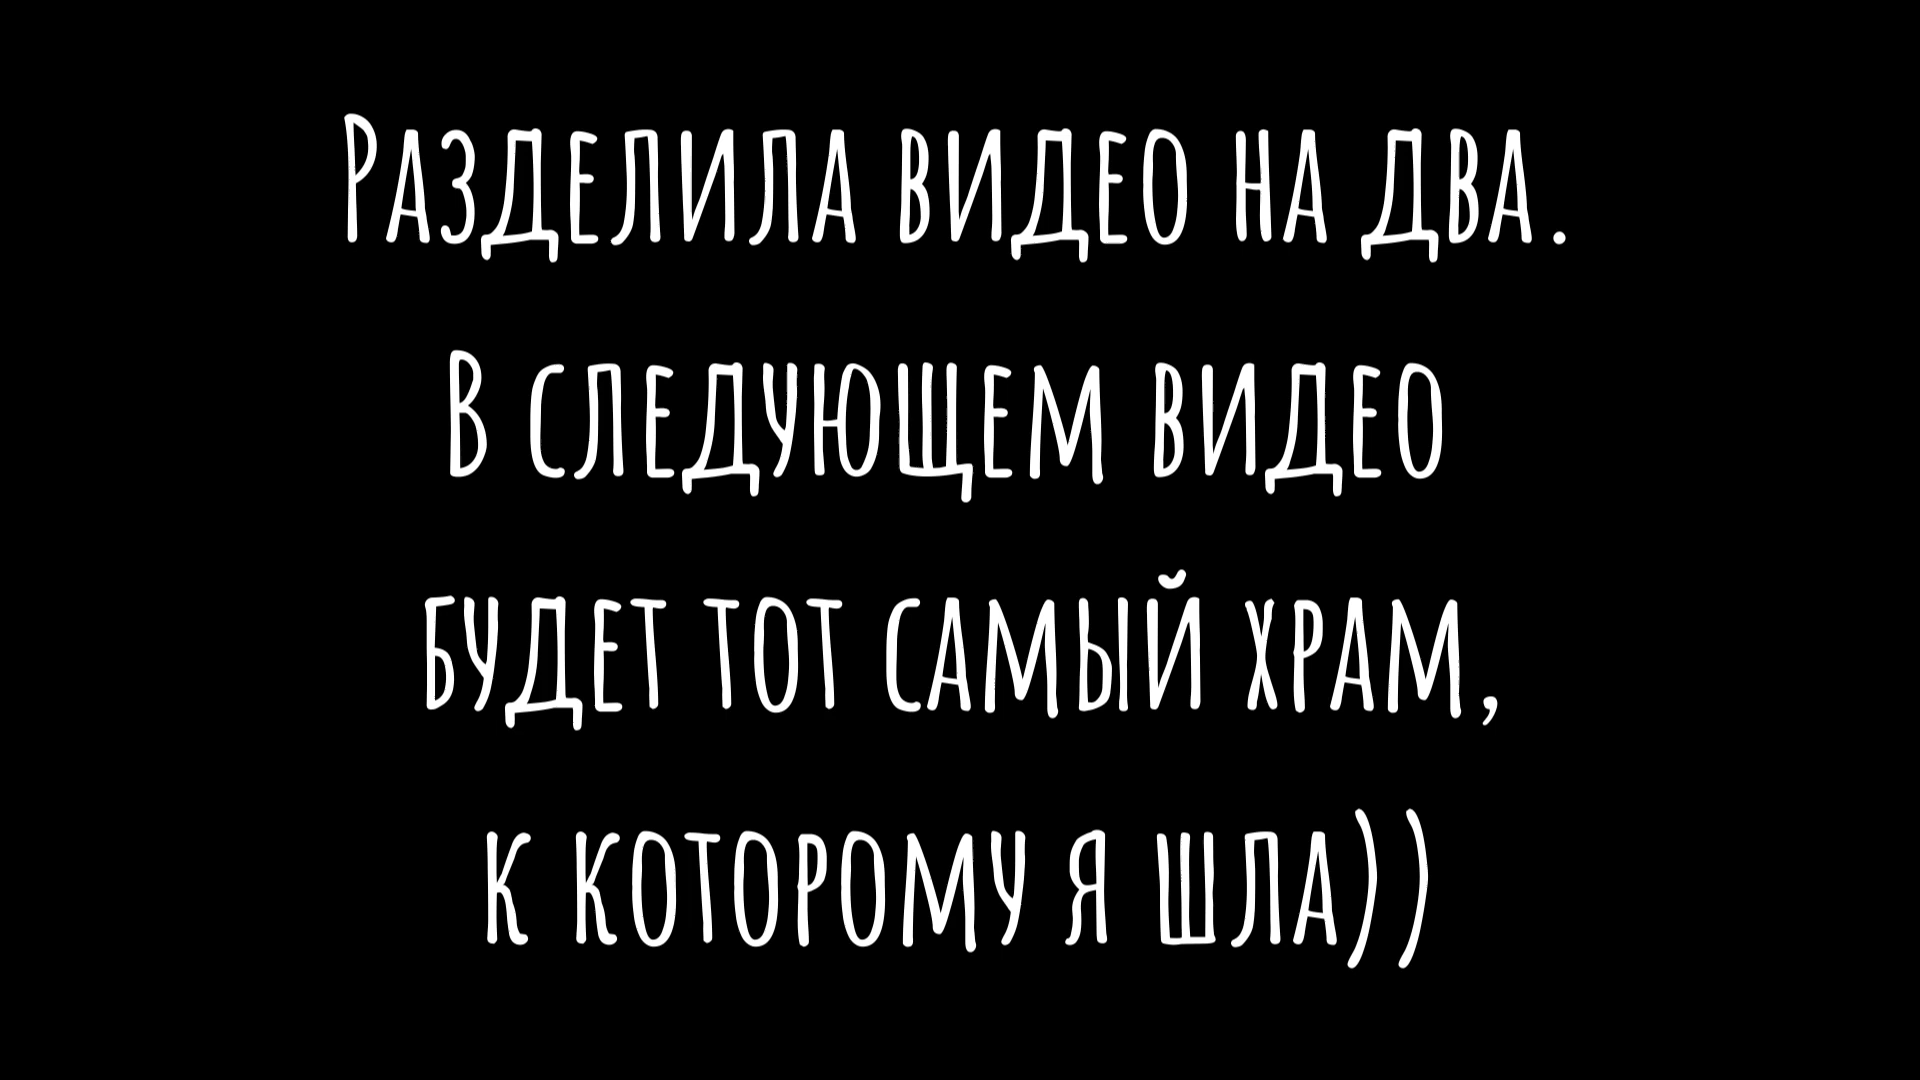 Разделила видео на два.
В следующем видео
будет тот самый храм,
к которому я шла))